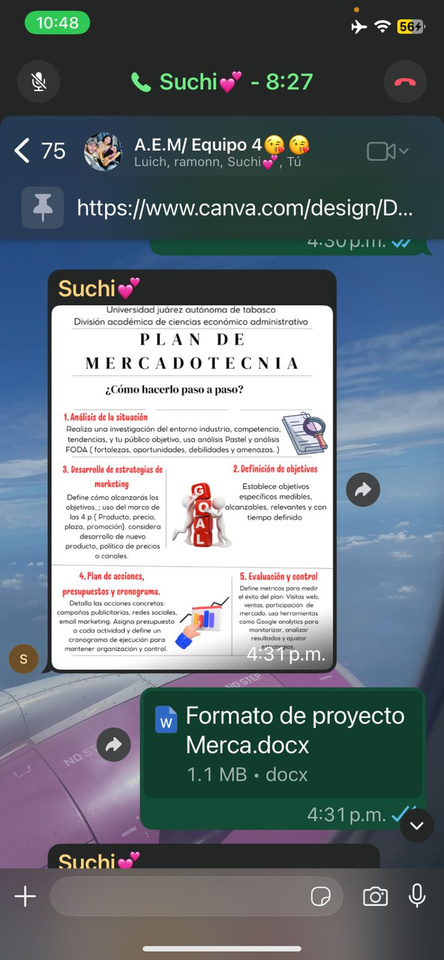 10:48
56
Suchi💕 - 8:27
75
A.E.M/ Equipo 4😘😘
Luich, ramonn, Suchi💕, Tú
https://www.canva.com/design/D...
4:30 p.m.
Suchi💕
Universidad juárez autónoma de tabasco
División académica de ciencias económico administrativo
PLAN DE
MERCADOTECNIA
¿Cómo hacerlo paso a paso?
1. Análisis de la situación
Realiza una investigación del entorno industria, competencia,
tendencias, y tu público objetivo, usa análisis Pastel y análisis
FODA ( fortalezas, oportunidades, debilidades y amenazas. )
3. Desarrollo de estrategias de
marketing
Define cómo alcanzarás los
objetivos,; uso del marco de
las 4 p ( Producto, precio,
plaza, promoción). considera
desarrollo de nuevo
producto, política de precios
o canales.
GOAL
2. Definición de objetivos
Establece objetivos
específicos medibles,
alcanzables, relevantes y con
tiempo definido
4. Plan de acciones,
presupuestos y cronograma.
Detalla las acciones concretas:
compañas publicitarias, redes sociales,
email marketing. Asigna presupuesto
a cada actividad y define un
cronograma de ejecución para
mantener organización y control.
5. Evaluación y control
Define metricas para medir
el éxito del plan: Visitas web,
ventas, participación de
mercado. usa herramientas
como Google analytics para
monitorizar, analizar
resultados y ajustar
4:31 p.m.
S
NO STEP
NO ST
W
Formato de proyecto
Merca.docx
1.1 MB • docx
4:31 p.m.
Suchi💕